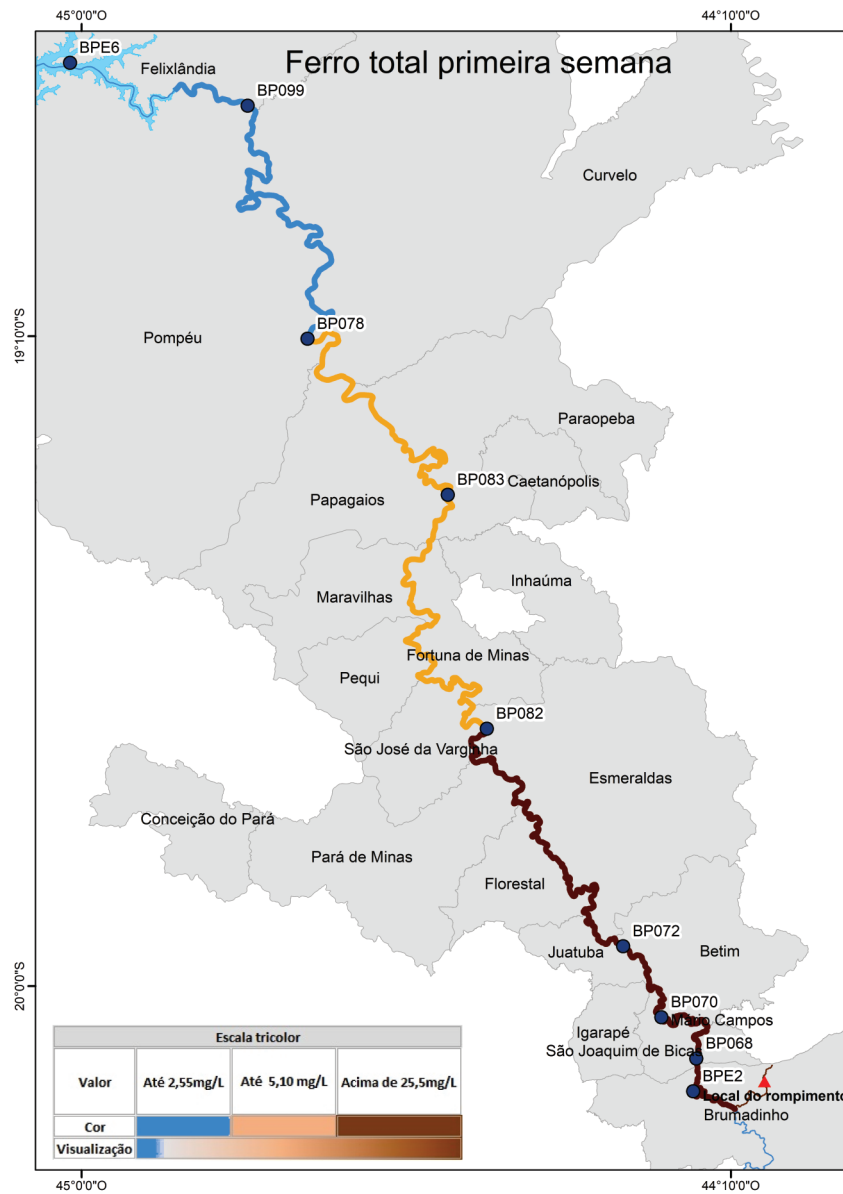 45°0'0"O
44°10'0"O
Ferro total primeira semana
BPE6
Felixlândia
BP099
Curvelo
BP078
19°10'0"S
Pompéu
Paraopeba
BP083
Caetanópolis
Papagaios
Inhaúma
Maravilhas
Fortuna de Minas
Pequi
BP082
São José da Varginha
Esmeraldas
Conceição do Pará
Pará de Minas
Florestal
BP072
Juatuba
Betim
20°0'0"S
BP070
Mário Campos
Igarapé
BP068
São Joaquim de Bicas
BPE2
Local do rompimento
Brumadinho
Escala tricolor
Valor
Até 2,55mg/L
Até 5,10 mg/L
Acima de 25,5mg/L
Cor
Visualização
45°0'0"O
44°10'0"O